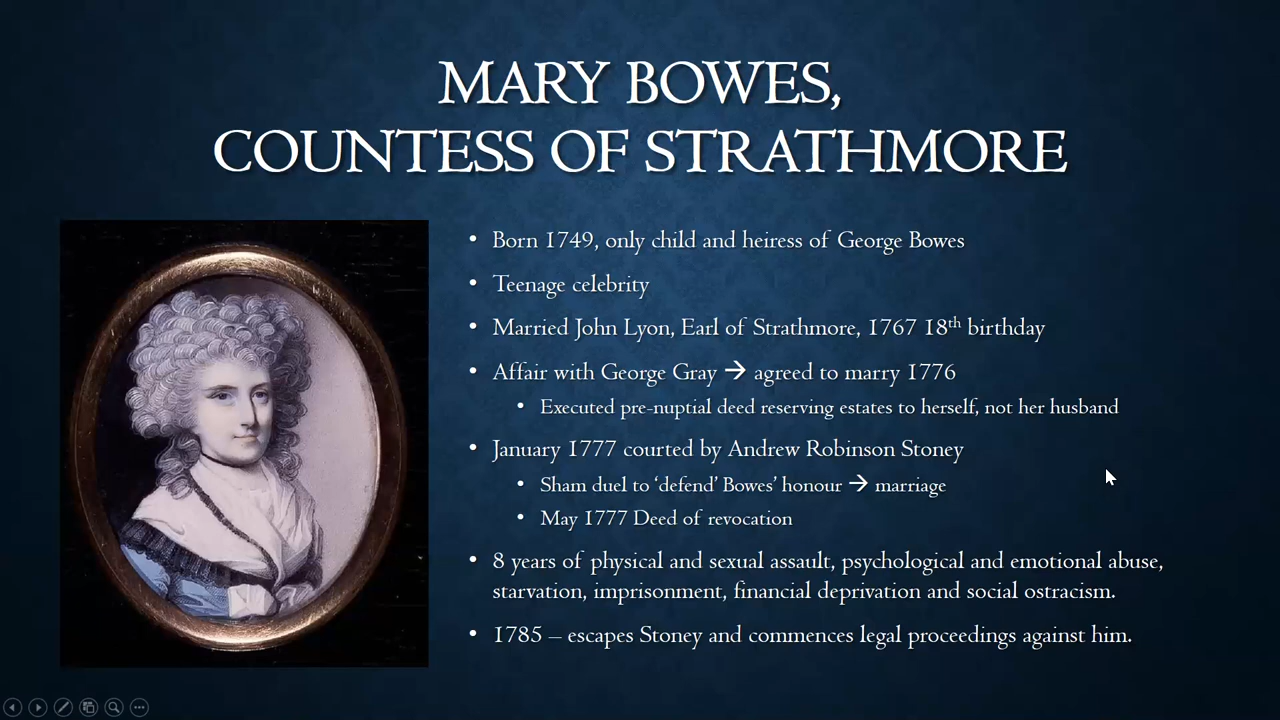 MARY BOWES,
COUNTESS OF STRATHMORE
• Born 1749, only child and heiress of George Bowes
• Teenage celebrity
• Married John Lyon, Earl of Strathmore, 1767 18th birthday
• Affair with George Gray → agreed to marry 1776
• Executed pre-nuptial deed reserving estates to herself, not her husband
• January 1777 courted by Andrew Robinson Stoney
• Sham duel to ‘defend’ Bowes’ honour → marriage
• May 1777 Deed of revocation
• 8 years of physical and sexual assault, psychological and emotional abuse,
starvation, imprisonment, financial deprivation and social ostracism.
• 1785 – escapes Stoney and commences legal proceedings against him.